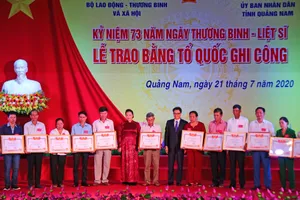 BỘ LAO ĐỘNG - THƯƠNG BINH
VÀ XÃ HỘI
ỦY BAN NHÂN DÂN
TỈNH QUẢNG NAM
KỶ NIỆM 73 NĂM NGÀY THƯƠNG BINH - LIỆT SĨ
LỄ TRAO BẰNG TỔ QUỐC GHI CÔNG
Quảng Nam, ngày 21 tháng 7 năm 2020